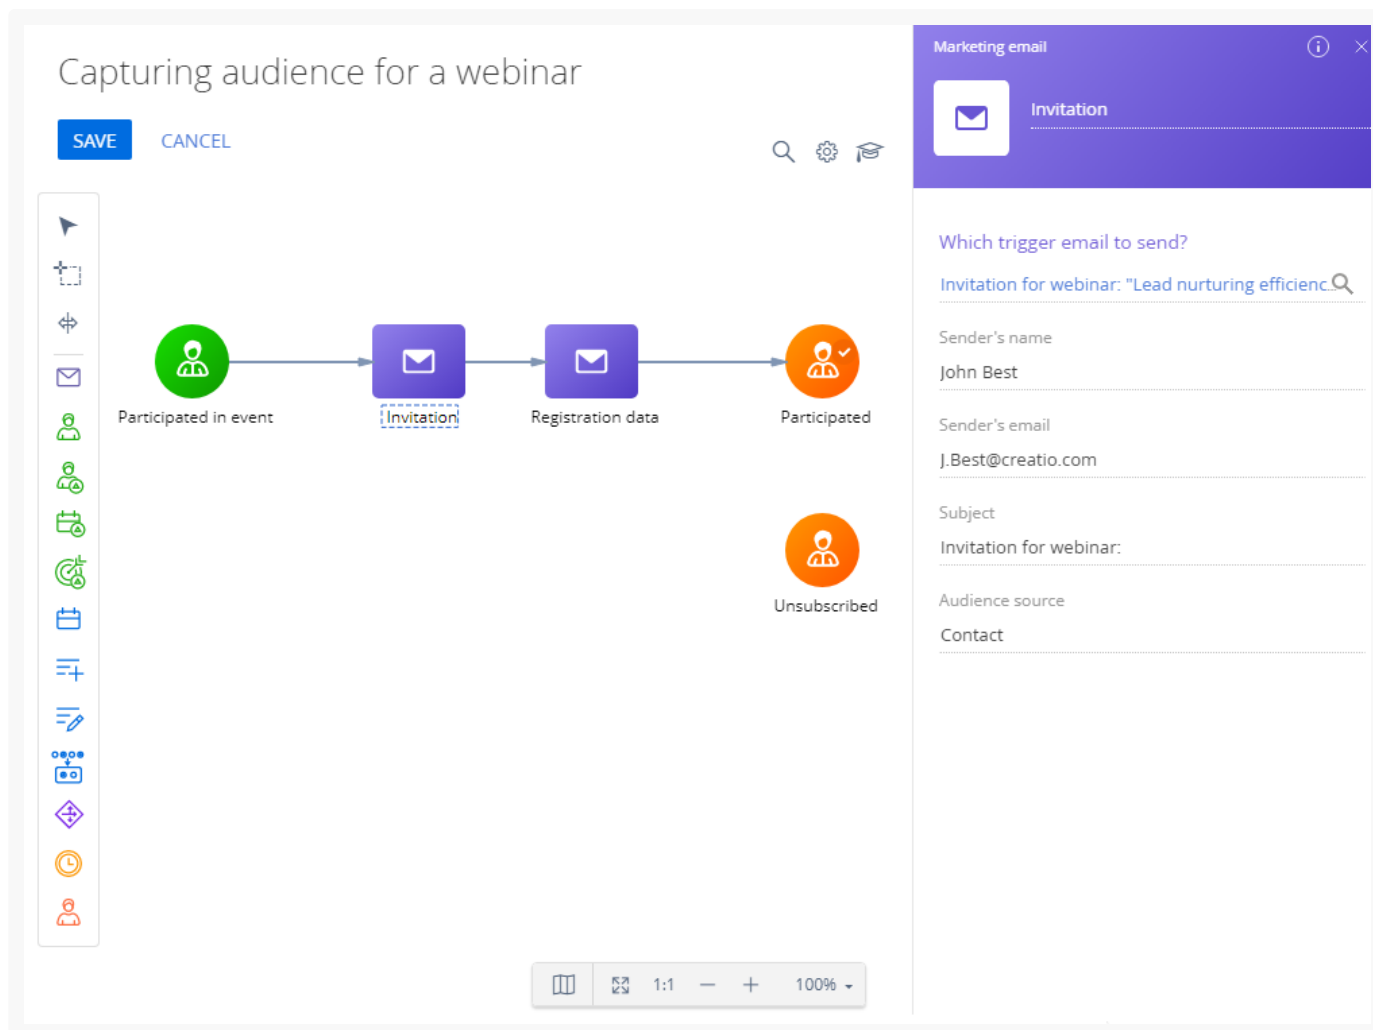 Capturing audience for a webinar
SAVE
CANCEL
Participated in event
Invitation
Registration data
Participated
Unsubscribed
1:1
100%
Marketing email
Invitation
Which trigger email to send?
Invitation for webinar: "Lead nurturing efficienc...
Sender's name
John Best
Sender's email
J.Best@creatio.com
Subject
Invitation for webinar:
Audience source
Contact